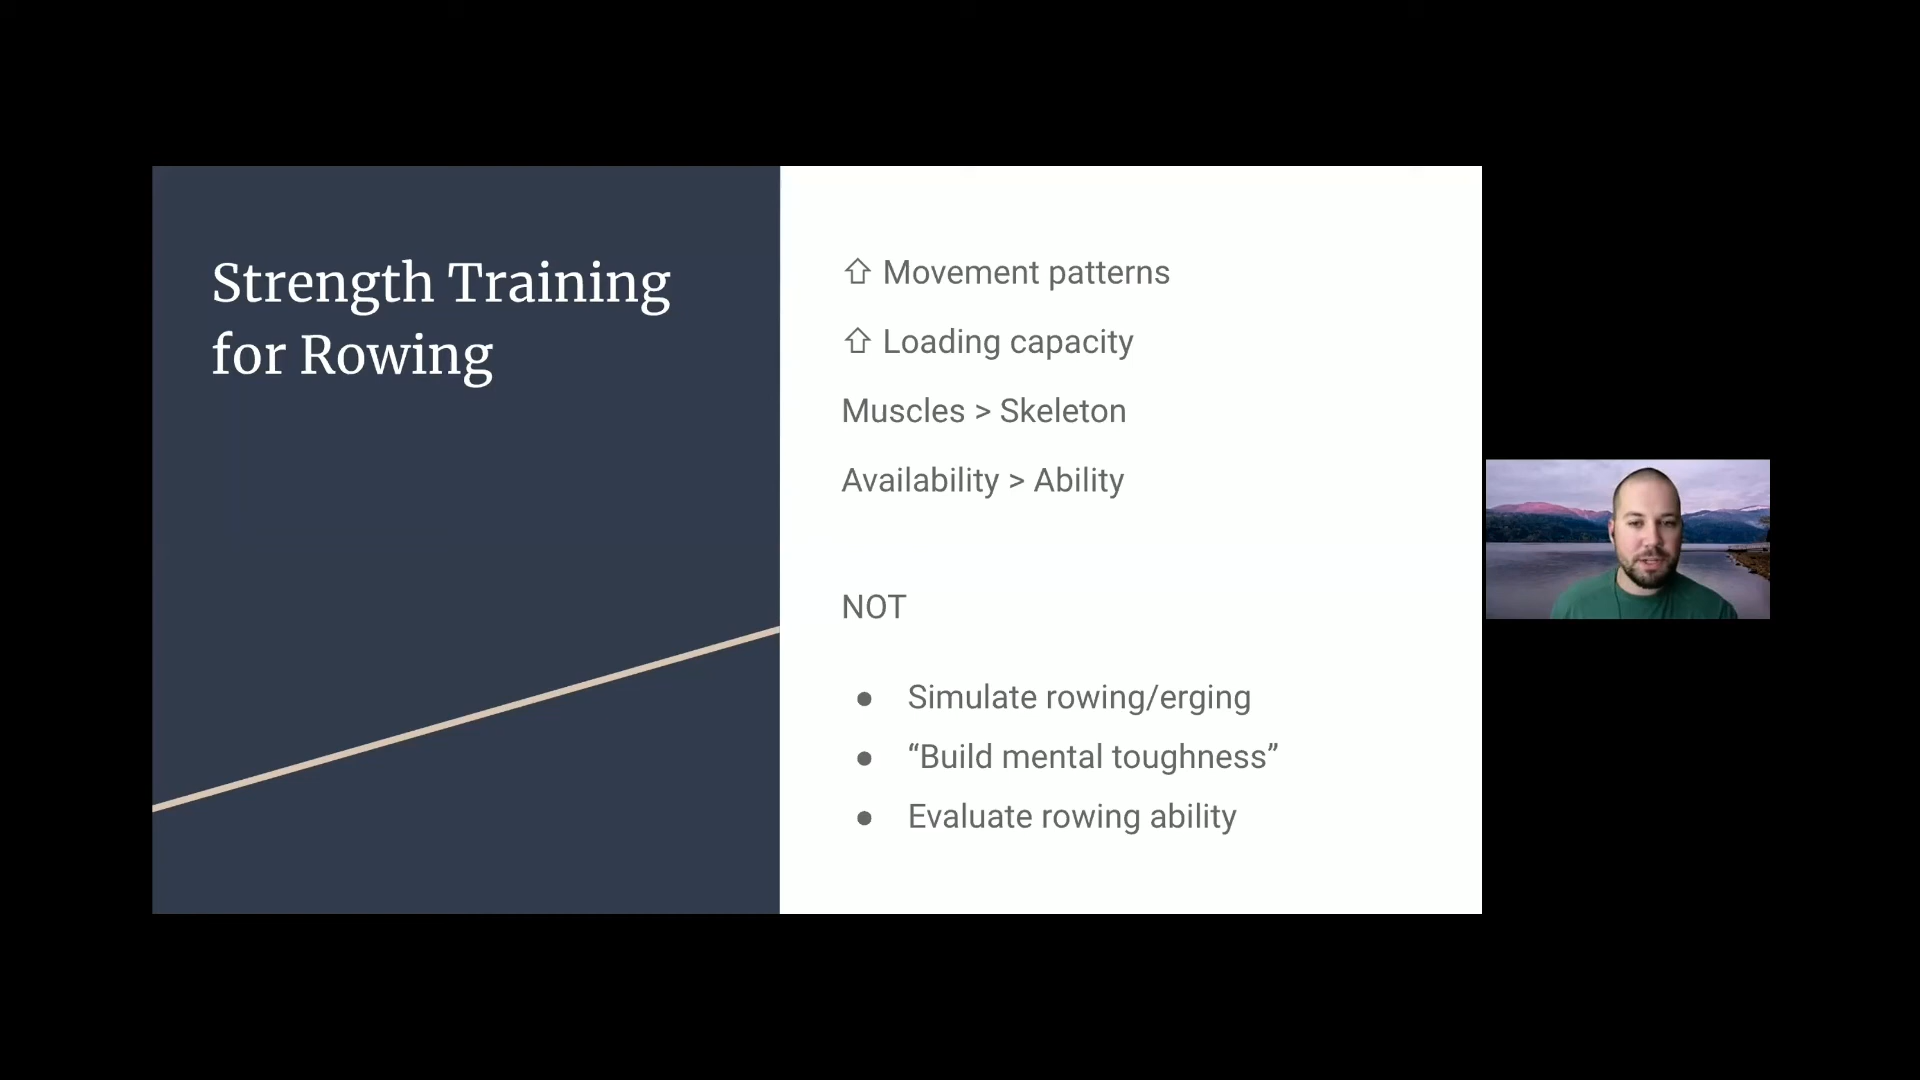 Strength Training
for Rowing
⇧ Movement patterns
⇧ Loading capacity
Muscles > Skeleton
Availability > Ability
NOT
● Simulate rowing/erging
● “Build mental toughness”
● Evaluate rowing ability